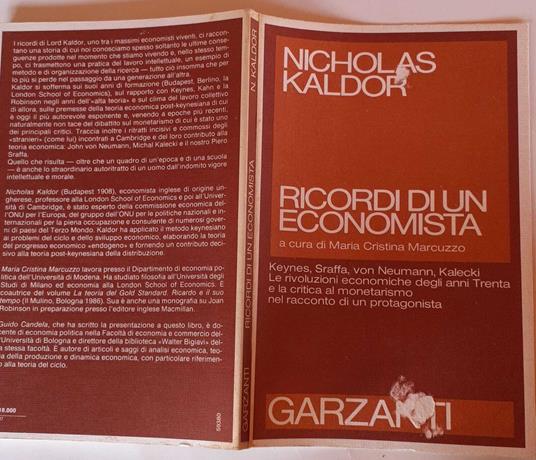 I ricordi di Lord Kaldor, uno tra i massimi economisti viventi, ci raccon-
tano una storia di cui noi conosciamo spesso soltanto le ultime conse-
guenze prodotte nel momento che stiamo vivendo e, nello stesso tem-
po, ci trasmettono una pratica del lavoro intellettuale, un esempio di
metodo e di organizzazione della ricerca — tutto ciò insomma che per
lo più si perde nel passaggio da una generazione all'altra.
Kaldor si sofferma sui suoi anni di formazione (Budapest, Berlino, la
London School of Economics), sul rapporto con Keynes, Kahn e la
Robinson negli anni dell'«alta teoria» e sul clima del lavoro collettivo
di allora, sulle premesse della teoria economica post-keynesiana di cui
è oggi il più autorevole esponente e, venendo a epoche più recenti,
naturalmente non tace del dibattito sul monetarismo di cui è stato uno
dei principali critici. Traccia inoltre i ritratti incisivi e commossi degli
«stranieri» (come lui) incontrati a Cambridge e del loro contributo alla
teoria economica: John von Neumann, Michal Kalecki e il nostro Piero
Sraffa.
Quello che risulta — oltre che un quadro di un'epoca e di una scuola
— è anche lo straordinario autoritratto di un uomo dall'indomito vigore
intellettuale e morale.
Nicholas Kaldor (Budapest 1908), economista inglese di origine un-
gherese, professore alla London School of Economics e poi all'Univer-
sità di Cambridge, è stato esperto della commissione economica del-
l'ONU per l'Europa, del gruppo dell'ONU per le politiche nazionali e in-
ternazionali per la piena occupazione e consulente di numerosi gover-
ni di paesi del Terzo Mondo. Kaldor ha applicato il metodo keynesiano
ai problemi del ciclo e dello sviluppo economico, elaborando la teoria
del progresso economico «endogeno» e fornendo un contributo deci-
sivo alla teoria post-keynesiana della distribuzione.
Maria Cristina Marcuzzo lavora presso il Dipartimento di economia po-
litica dell'Università di Modena. Ha studiato filosofia all'Università degli
Studi di Milano ed economia alla London School of Economics. È
coautrice del volume La teoria del Gold Standard. Ricardo e il suo
tempo (Il Mulino, Bologna 1986). Sua è anche una monografia su Joan
Robinson in preparazione presso l'editore inglese Macmillan.
Guido Candela, che ha scritto la presentazione a questo libro, è do-
cente di economia politica nella Facoltà di economia e commercio del-
l'Università di Bologna e direttore della biblioteca «Walter Bigiavi» del-
la stessa facoltà. È autore di articoli e saggi di analisi economica, teo-
ria della produzione e dinamica economica, con particolare riferimen-
o alla teoria del ciclo.
18.000
59380
N. KALDOR
RICORDI DI UN ECONOMISTA
GARZANTI
NICHOLAS
KALDOR
RICORDI DI UN
ECONOMISTA
a cura di Maria Cristina Marcuzzo
Keynes, Sraffa, von Neumann, Kalecki
Le rivoluzioni economiche degli anni Trenta
e la critica al monetarismo
nel racconto di un protagonista
GARZANTI